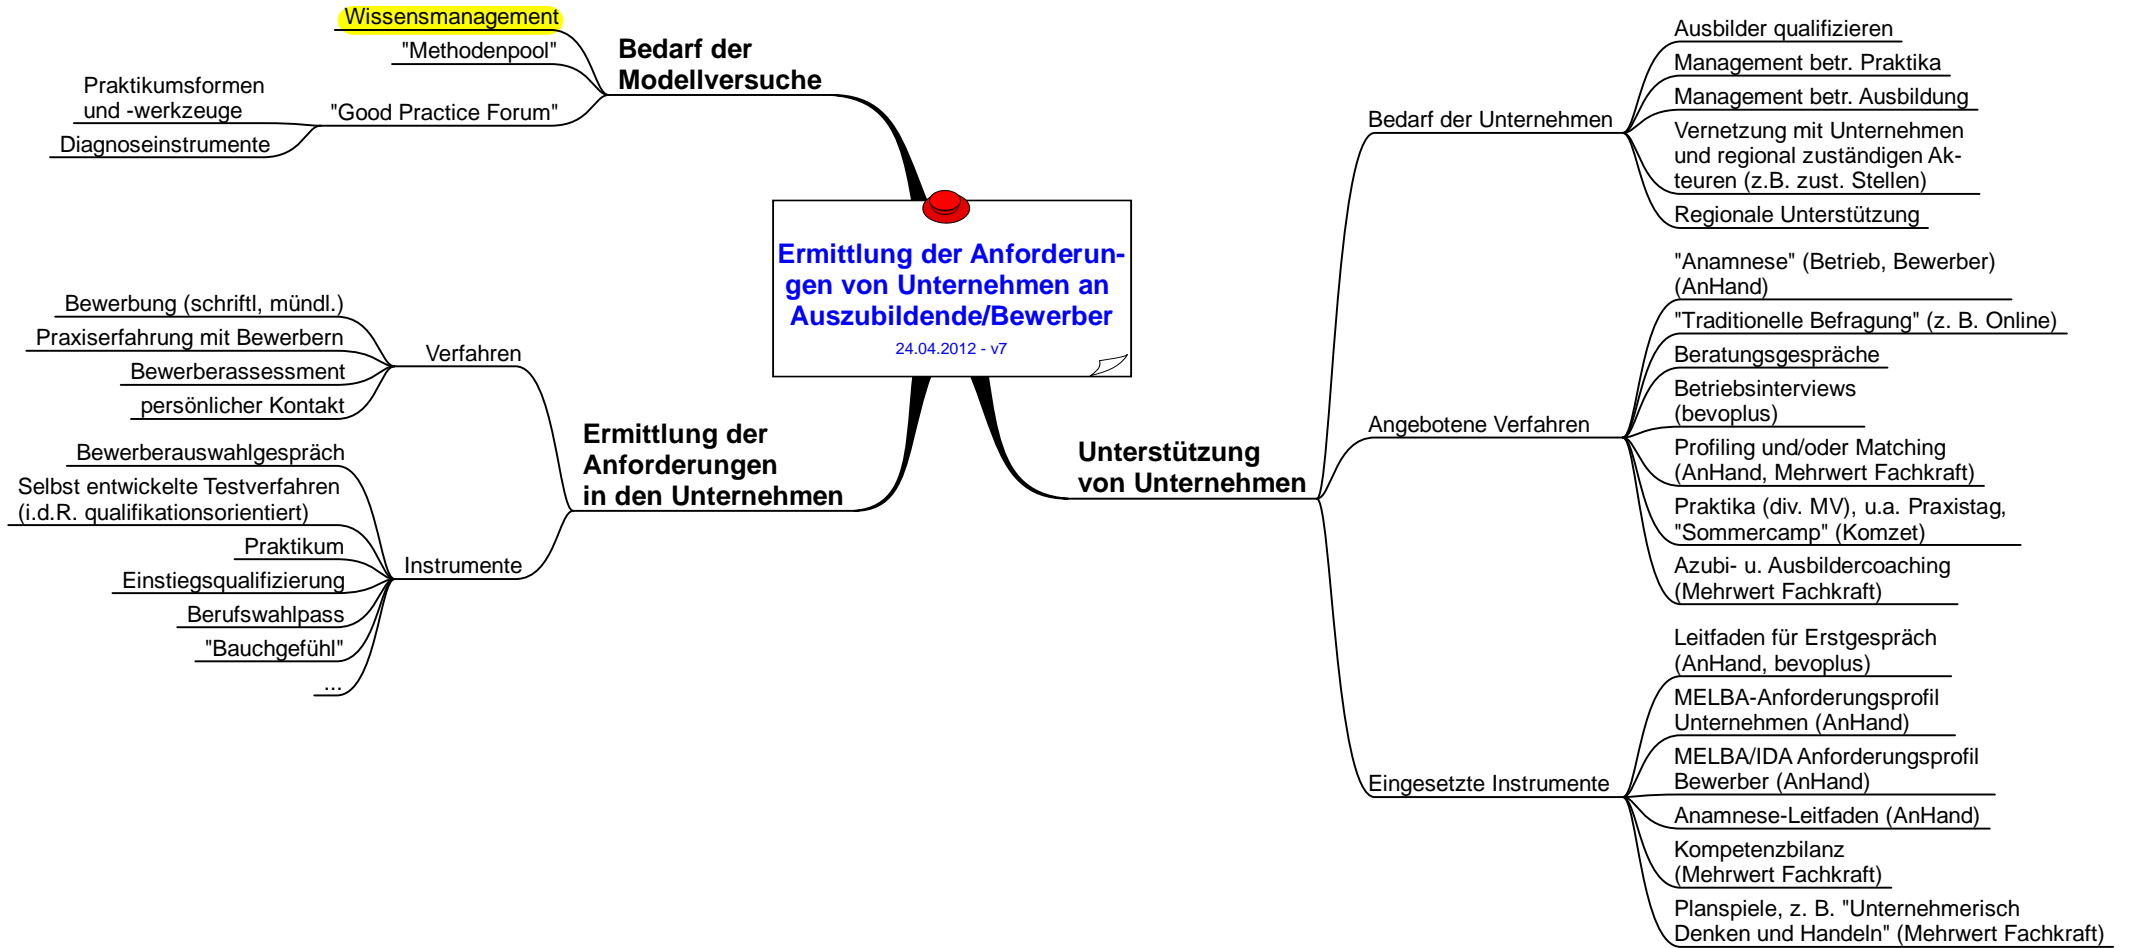 Ermittlung der Anforderun-
gen von Unternehmen an
Auszubildende/Bewerber
24.04.2012 - v7
Bedarf der
Modellversuche
Wissensmanagement
"Methodenpool"
"Good Practice Forum"
Praktikumsformen
und -werkzeuge
Diagnoseinstrumente
Ermittlung der
Anforderungen
in den Unternehmen
Verfahren
Bewerbung (schriftl, mündl.)
Praxiserfahrung mit Bewerbern
Bewerberassessment
persönlicher Kontakt
Instrumente
Bewerberauswahlgespräch
Selbst entwickelte Testverfahren
(i.d.R. qualifikationsorientiert)
Praktikum
Einstiegsqualifizierung
Berufswahlpass
"Bauchgefühl"
...
Unterstützung
von Unternehmen
Bedarf der Unternehmen
Ausbilder qualifizieren
Management betr. Praktika
Management betr. Ausbildung
Vernetzung mit Unternehmen
und regional zuständigen Ak-
teuren (z.B. zust. Stellen)
Regionale Unterstützung
Angebotene Verfahren
"Anamnese" (Betrieb, Bewerber)
(AnHand)
"Traditionelle Befragung" (z. B. Online)
Beratungsgespräche
Betriebsinterviews
(bevoplus)
Profiling und/oder Matching
(AnHand, Mehrwert Fachkraft)
Praktika (div. MV), u.a. Praxistag,
"Sommercamp" (Komzet)
Azubi- u. Ausbildercoaching
(Mehrwert Fachkraft)
Eingesetzte Instrumente
Leitfaden für Erstgespräch
(AnHand, bevoplus)
MELBA-Anforderungsprofil
Unternehmen (AnHand)
MELBA/IDA Anforderungsprofil
Bewerber (AnHand)
Anamnese-Leitfaden (AnHand)
Kompetenzbilanz
(Mehrwert Fachkraft)
Planspiele, z. B. "Unternehmerisch
Denken und Handeln" (Mehrwert Fachkraft)